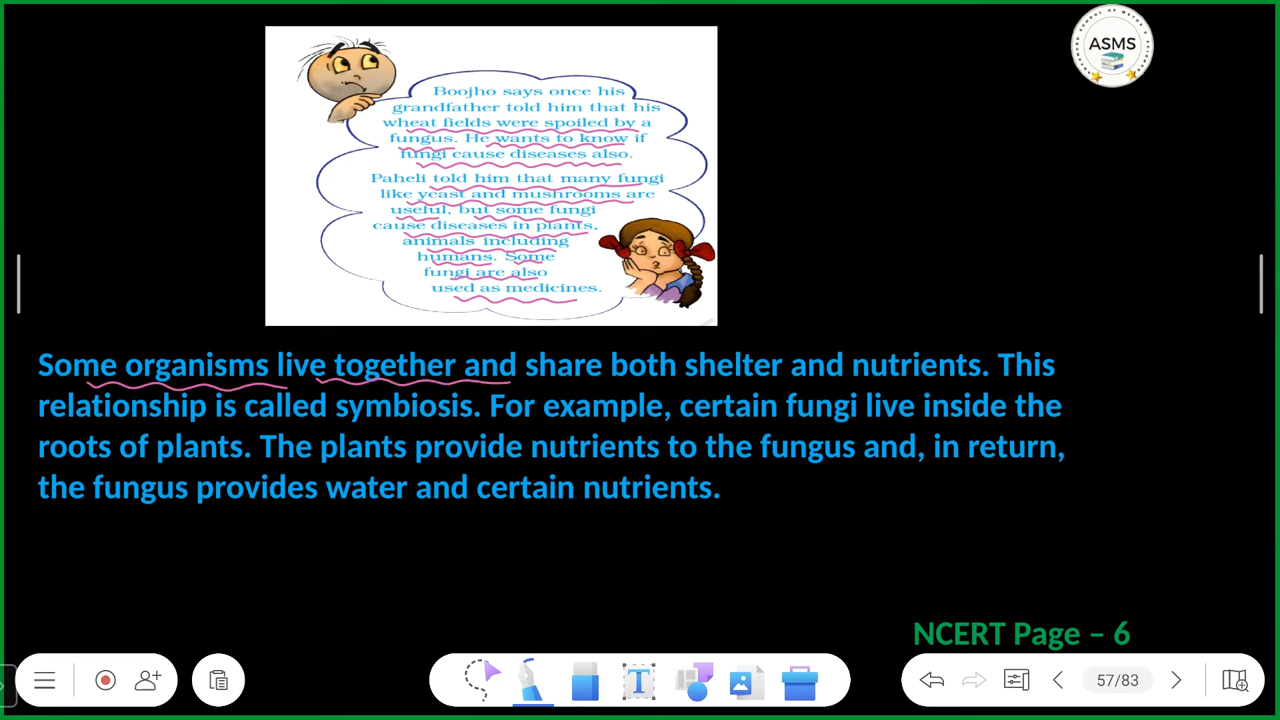 SCHOOL OF MATHS
ASMS
Boojho says once his
grandfather told him that his
wheat fields were spoiled by a
fungus. He wants to know if
fungi cause diseases also.
Paheli told him that many fungi
like yeast and mushrooms are
useful, but some fungi
cause diseases in plants,
animals including
humans. Some
fungi are also
used as medicines.
Some organisms live together and share both shelter and nutrients. This
relationship is called symbiosis. For example, certain fungi live inside the
roots of plants. The plants provide nutrients to the fungus and, in return,
the fungus provides water and certain nutrients.
NCERT Page – 6
57/83